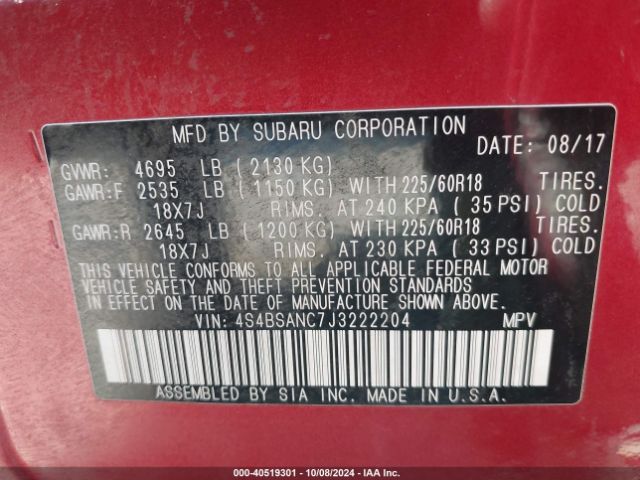 MFD BY SUBARU CORPORATION
DATE: 08/17
GVWR: 4695 LB ( 2130 KG)
GAWR:F 2535 LB ( 1150 KG) WITH 225/60R18 TIRES.
18X7J RIMS. AT 240 KPA ( 35 PSI) COLD
GAWR:R 2645 LB ( 1200 KG) WITH 225/60R18 TIRES.
18X7J RIMS. AT 230 KPA ( 33 PSI) COLD
THIS VEHICLE CONFORMS TO ALL APPLICABLE FEDERAL MOTOR
VEHICLE SAFETY AND THEFT PREVENTION STANDARDS
IN EFFECT ON THE DATE OF MANUFACTURE SHOWN ABOVE.
VIN: 4S4BSANC7J3222204 MPV
ASSEMBLED BY SIA INC. MADE IN U.S.A.
000-40519301 - 10/08/2024 - IAA Inc.